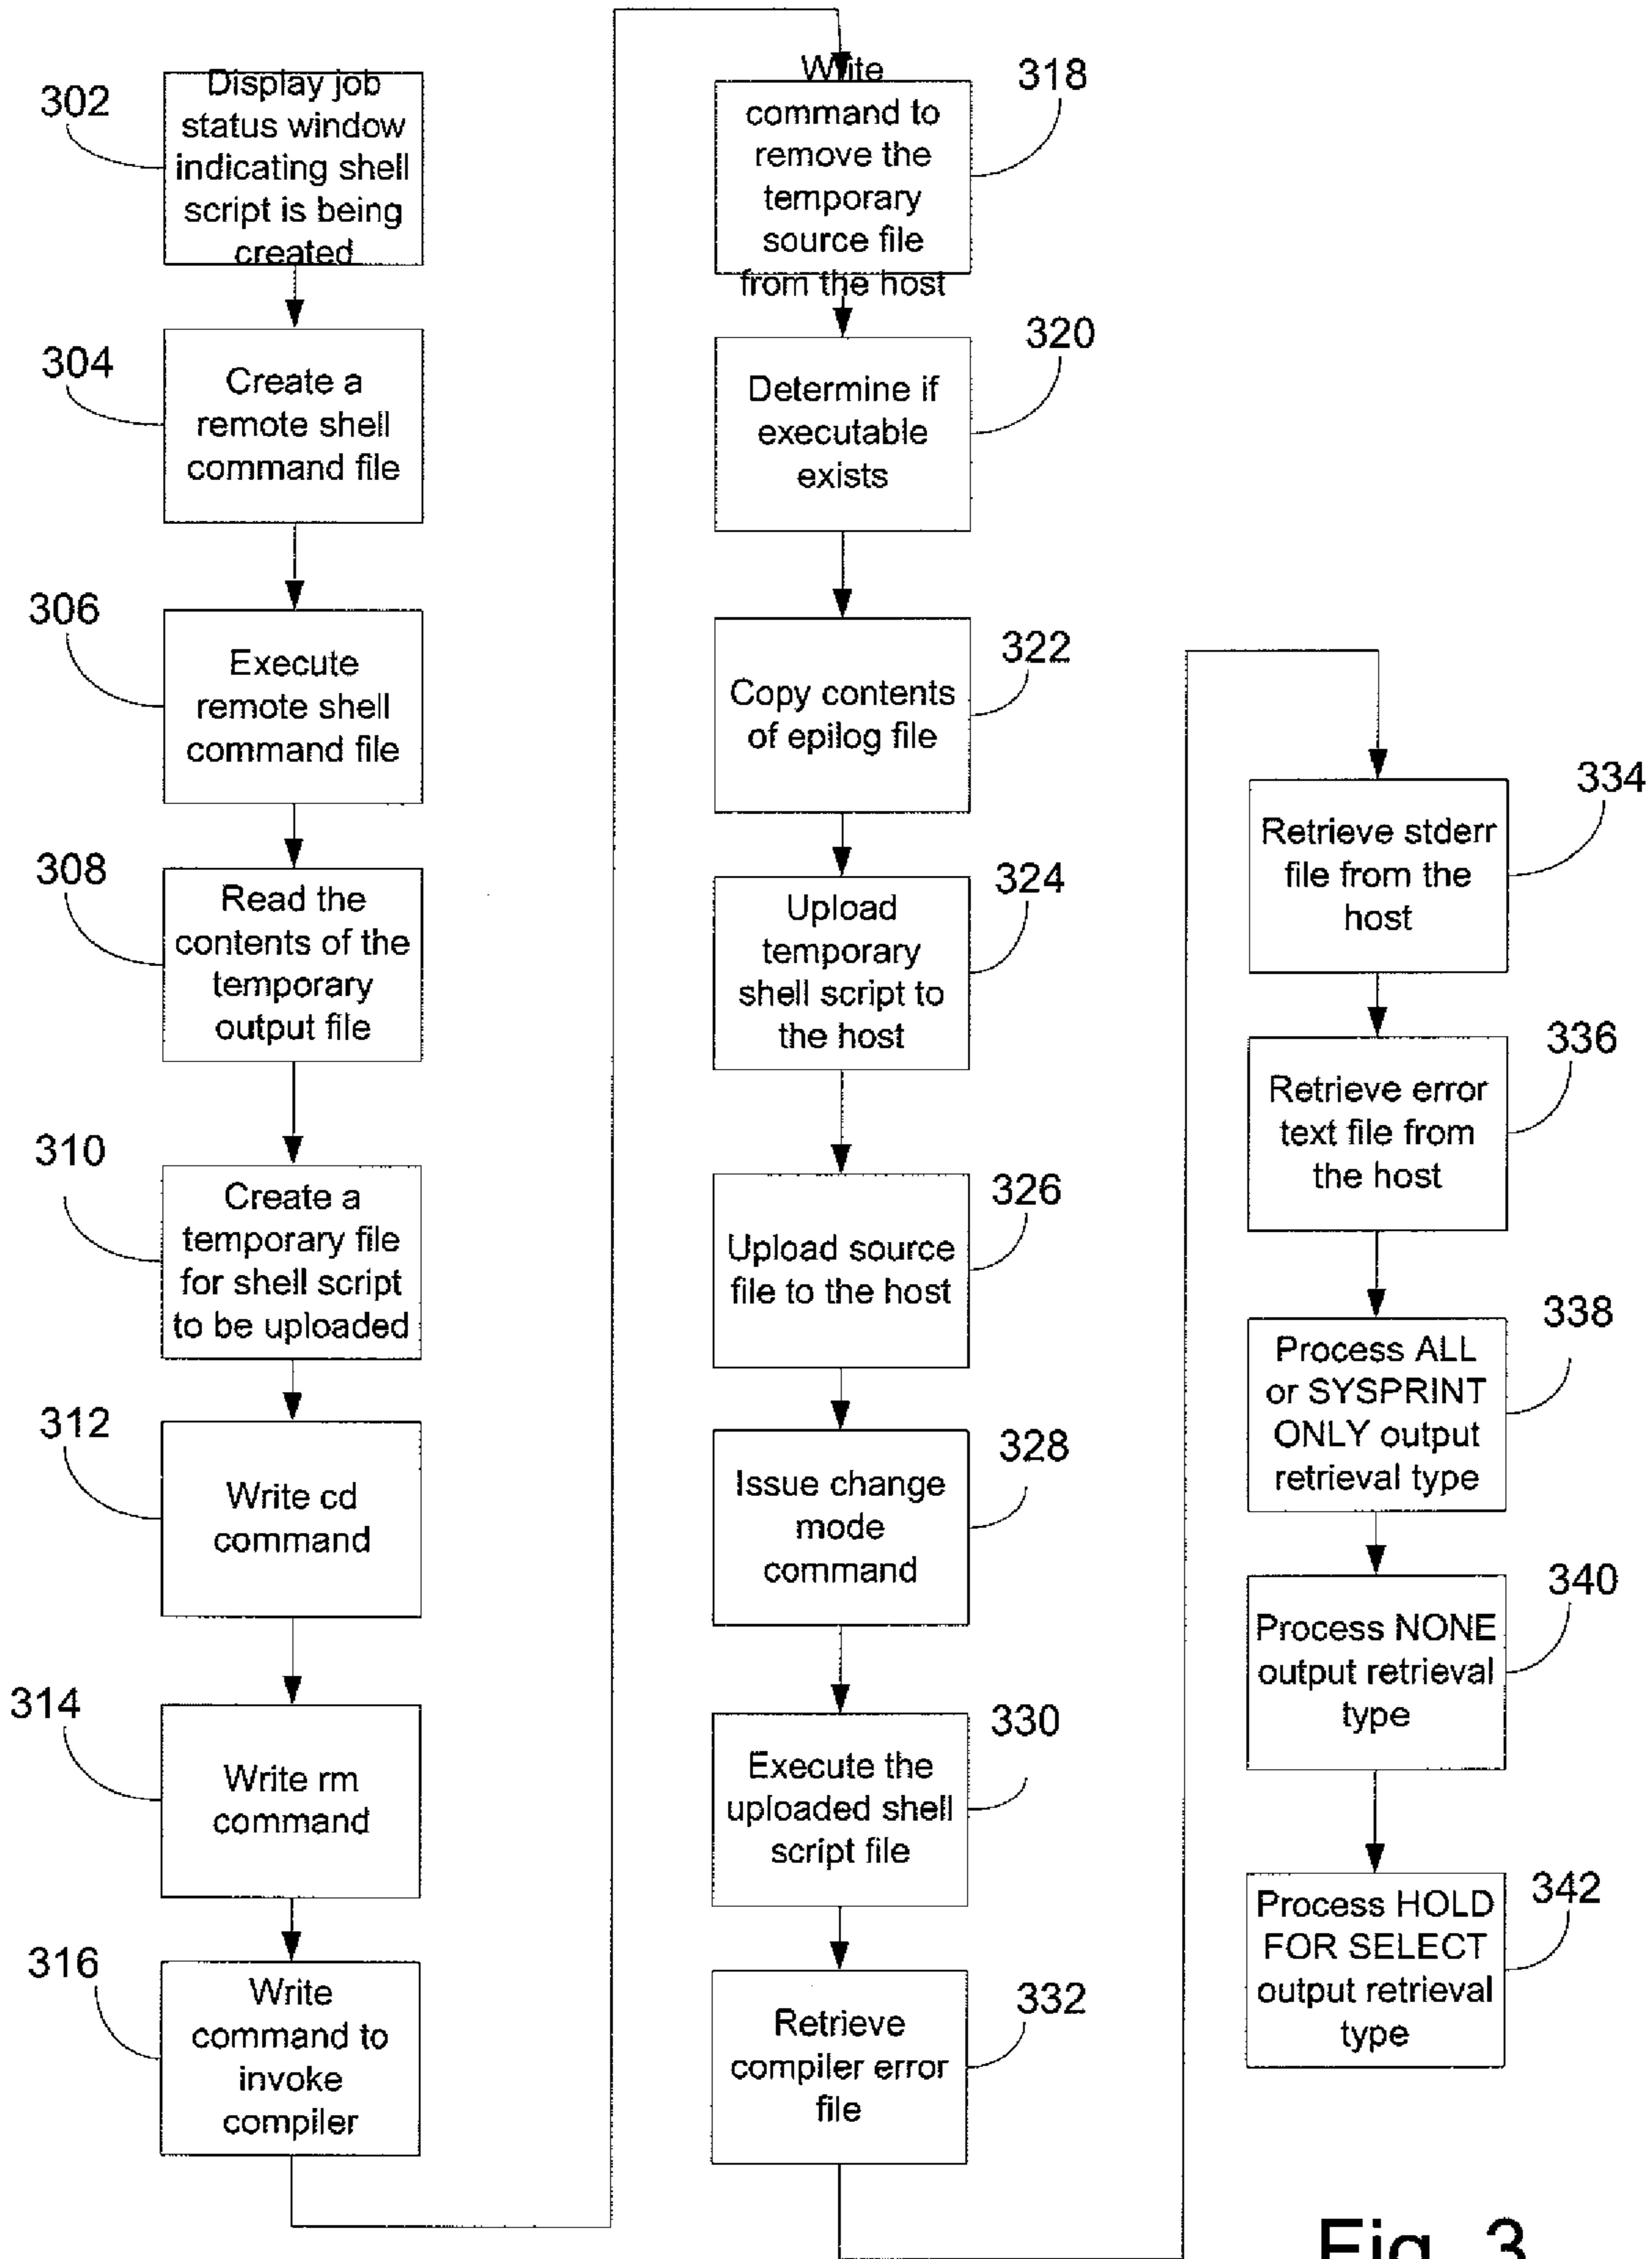 302
Display job
status window
indicating shell
script is being
created
304
Create a
remote shell
command file
306
Execute
remote shell
command file
308
Read the
contents of the
temporary
output file
310
Create a
temporary file
for shell script
to be uploaded
312
Write cd
command
314
Write rm
command
316
Write
command to
invoke
compiler
318
Write
command to
remove the
temporary
source file
from the host
320
Determine if
executable
exists
322
Copy contents
of epilog file
324
Upload
temporary
shell script to
the host
326
Upload source
file to the host
328
Issue change
mode
command
330
Execute the
uploaded shell
script file
332
Retrieve
compiler error
file
334
Retrieve stderr
file from the
host
336
Retrieve error
text file from
the host
338
Process ALL
or SYSPRINT
ONLY output
retrieval type
340
Process NONE
output retrieval
type
342
Process HOLD
FOR SELECT
output retrieval
type
Fig. 3